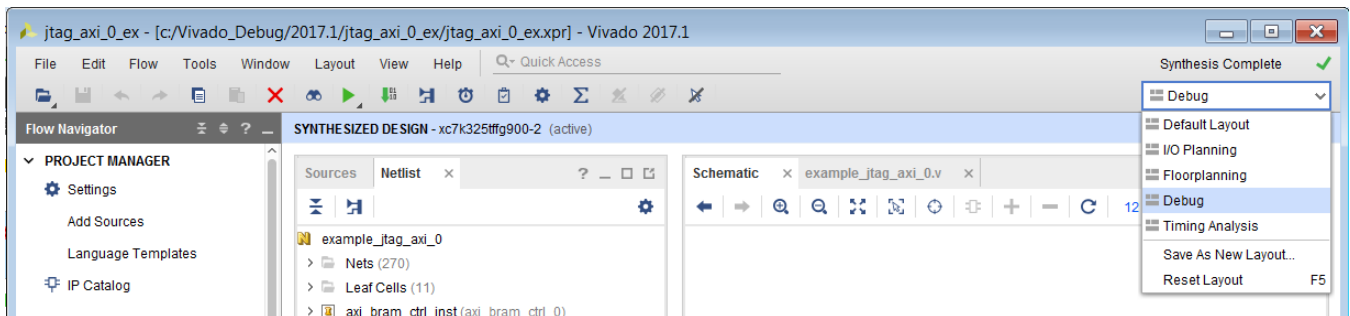 jtag_axi_0_ex - [c:/Vivado_Debug/2017.1/jtag_axi_0_ex/jtag_axi_0_ex.xpr] - Vivado 2017.1
File Edit Flow Tools Window Layout View Help Quick Access Synthesis Complete
Debug
Flow Navigator ? SYNTHESIZED DESIGN - xc7k325tffg900-2 (active)
Default Layout
I/O Planning
Floorplanning
Debug
Timing Analysis
Save As New Layout...
Reset Layout F5
PROJECT MANAGER
Settings
Add Sources
Language Templates
IP Catalog
Sources Netlist × ?
example_jtag_axi_0
Nets (270)
Leaf Cells (11)
axi_bram_ctrl_inst (axi_bram_ctrl_0)
Schematic × example_jtag_axi_0.v ×
12